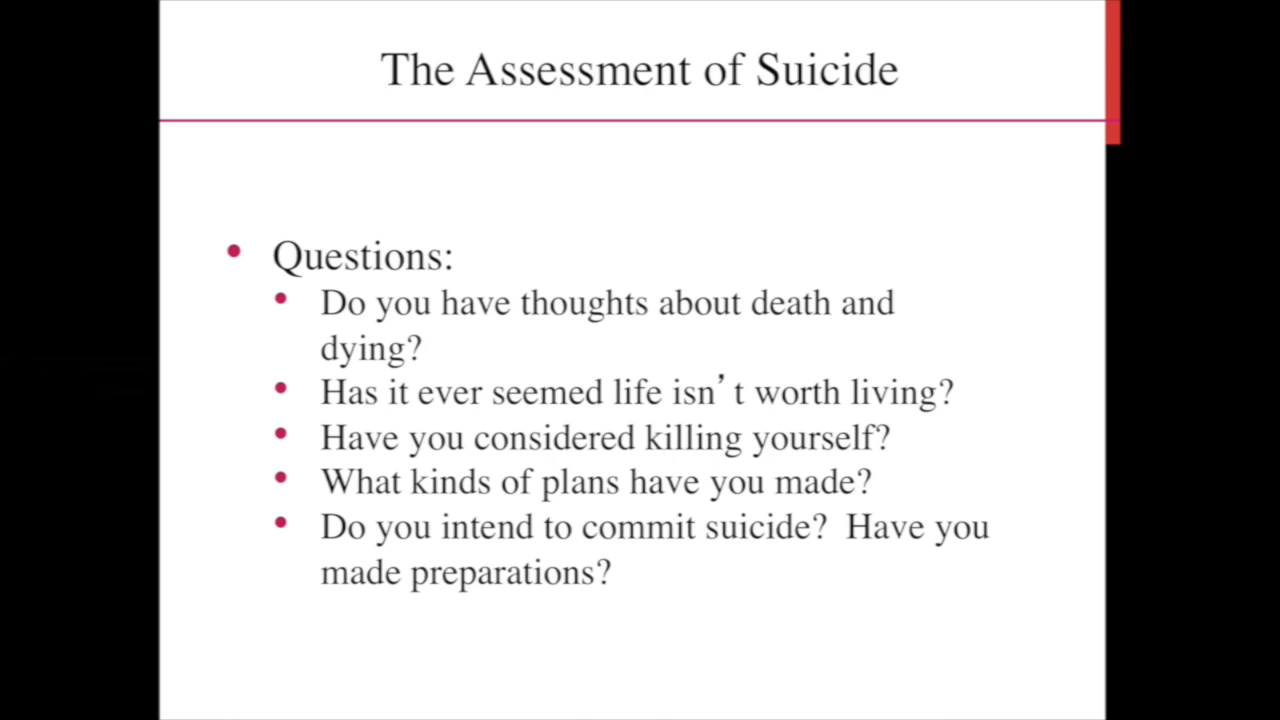 The Assessment of Suicide
• Questions:
• Do you have thoughts about death and
dying?
• Has it ever seemed life isn’t worth living?
• Have you considered killing yourself?
• What kinds of plans have you made?
• Do you intend to commit suicide?  Have you
made preparations?